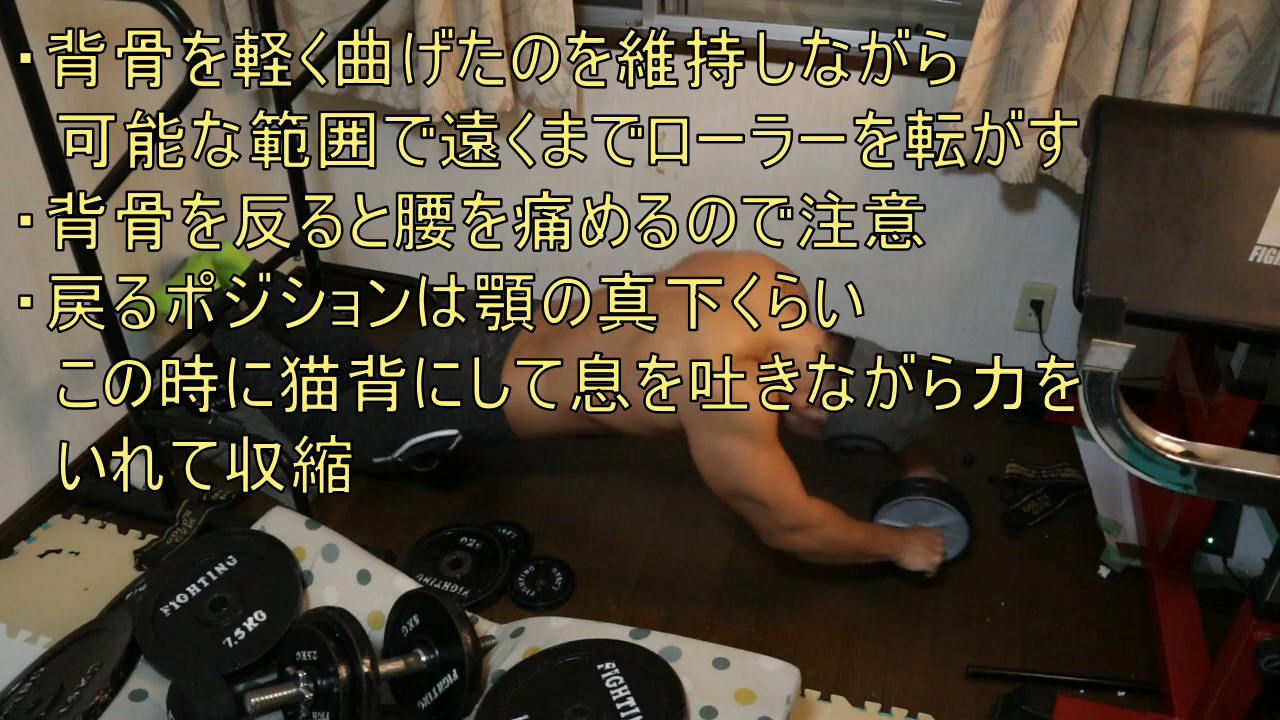 ・背骨を軽く曲げたのを維持しながら
可能な範囲で遠くまでローラーを転がす
・背骨を反ると腰を痛めるので注意
・戻るポジションは顎の真下くらい
この時に猫背にして息を吐きながら力を
いれて収縮
FIGHTING
7.5KG
FIGHTING
5KG
FIGHTING